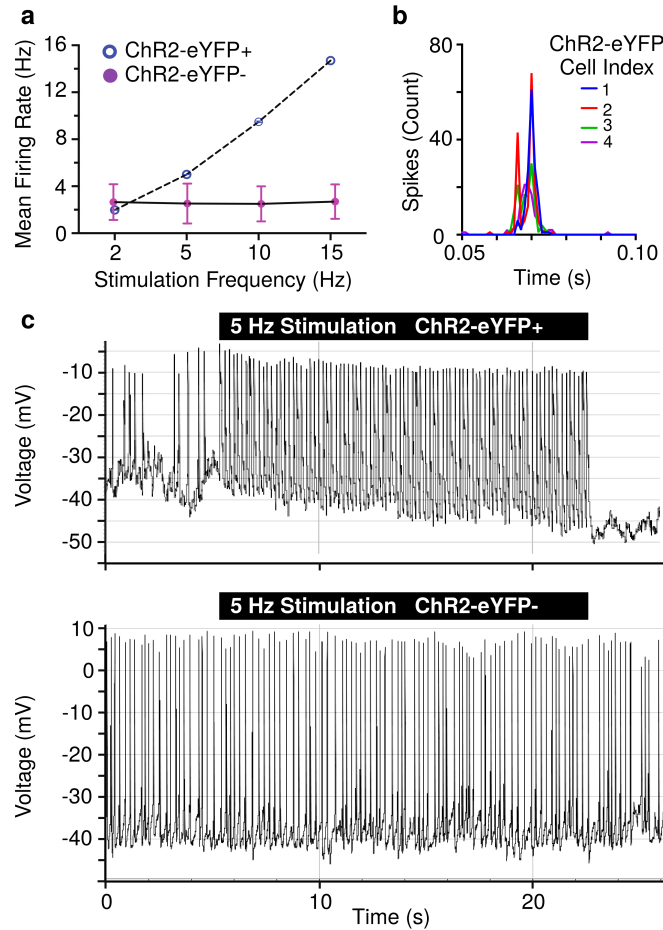 a
Mean Firing Rate (Hz)
16
12
8
4
0
ChR2-eYFP+
ChR2-eYFP-
2
5
10
15
Stimulation Frequency (Hz)
b
Spikes (Count)
80
40
0
ChR2-eYFP
Cell Index
1
2
3
4
0.05
0.10
Time (s)
c
5 Hz Stimulation ChR2-eYFP+
Voltage (mV)
-10
-20
-30
-40
-50
5 Hz Stimulation ChR2-eYFP-
Voltage (mV)
10
0
-10
-20
-30
-40
0
10
20
Time (s)